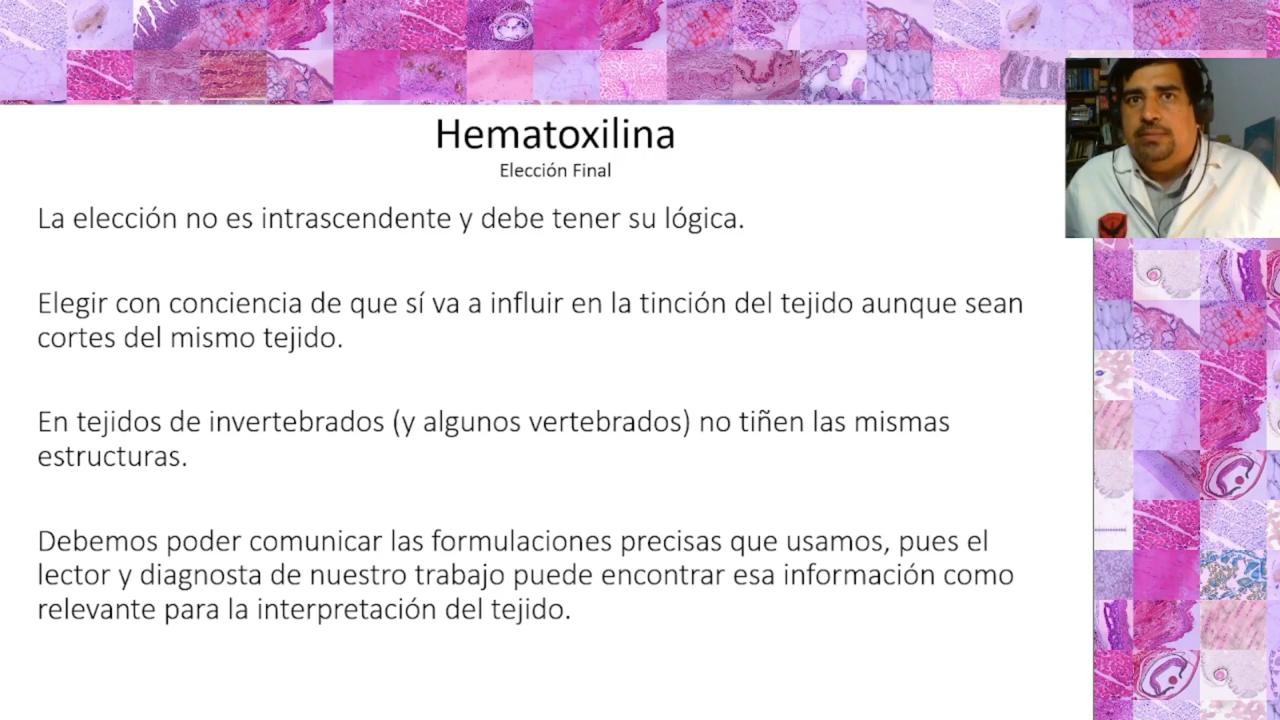 Hematoxilina
Elección Final
La elección no es intrascendente y debe tener su lógica.
Elegir con conciencia de que sí va a influir en la tinción del tejido aunque sean
cortes del mismo tejido.
En tejidos de invertebrados (y algunos vertebrados) no tiñen las mismas
estructuras.
Debemos poder comunicar las formulaciones precisas que usamos, pues el
lector y diagnosta de nuestro trabajo puede encontrar esa información como
relevante para la interpretación del tejido.